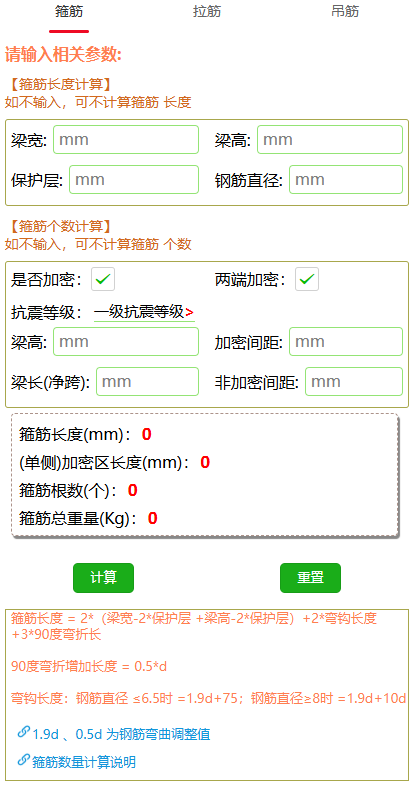 箍筋 拉筋 吊筋
请输入相关参数:
【箍筋长度计算】
如不输入，可不计算箍筋 长度
梁宽: mm 梁高: mm
保护层: mm 钢筋直径: mm
【箍筋个数计算】
如不输入，可不计算箍筋 个数
是否加密： 两端加密：
抗震等级： 一级抗震等级>
梁高: mm 加密间距: mm
梁长(净跨): mm 非加密间距: mm
箍筋长度(mm)：0
(单侧)加密区长度(mm)：0
箍筋根数(个)：0
箍筋总重量(Kg)：0
计算 重置
箍筋长度 = 2*（梁宽-2*保护层 +梁高-2*保护层）+2*弯钩长度
+3*90度弯折长
90度弯折增加长度 = 0.5*d
弯钩长度：钢筋直径 ≤6.5时 =1.9d+75；钢筋直径≥8时 =1.9d+10d
1.9d 、0.5d 为钢筋弯曲调整值
箍筋数量计算说明